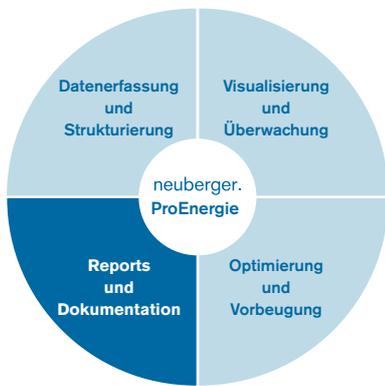 Datenerfassung
und
Strukturierung
Visualisierung
und
Überwachung
neuberger.
ProEnergie
Reports
und
Dokumentation
Optimierung
und
Vorbeugung